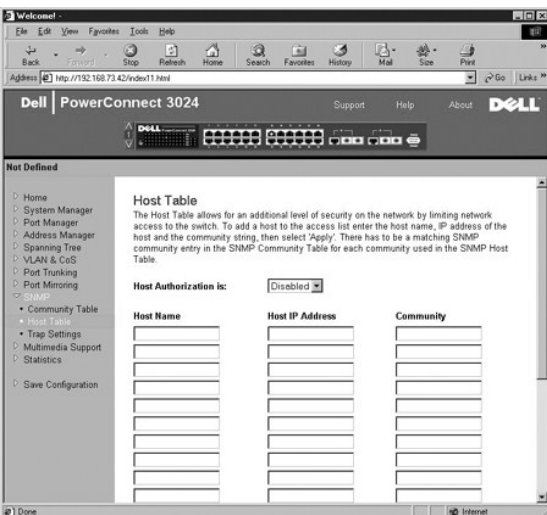 Welcome! -
File Edit View Favorites Tools Help
Back Forward Stop Refresh Home Search Favorites History Mail Size Print
Address http://192.168.73.42/index11.html Go Links »
Dell PowerConnect 3024 Support Help About DELL
DELL
Not Defined
Home
System Manager
Port Manager
Address Manager
Spanning Tree
VLAN & CoS
Port Trunking
Port Mirroring
SNMP
• Community Table
• Host Table
• Trap Settings
Multimedia Support
Statistics
Save Configuration
Host Table
The Host Table allows for an additional level of security on the network by limiting network
access to the switch. To add a host to the access list enter the host name, IP address of the
host and the community string, then select 'Apply'. There has to be a matching SNMP
community entry in the SNMP Community Table for each community used in the SNMP Host
Table.
Host Authorization is: Disabled
Host Name Host IP Address Community
Done Internet